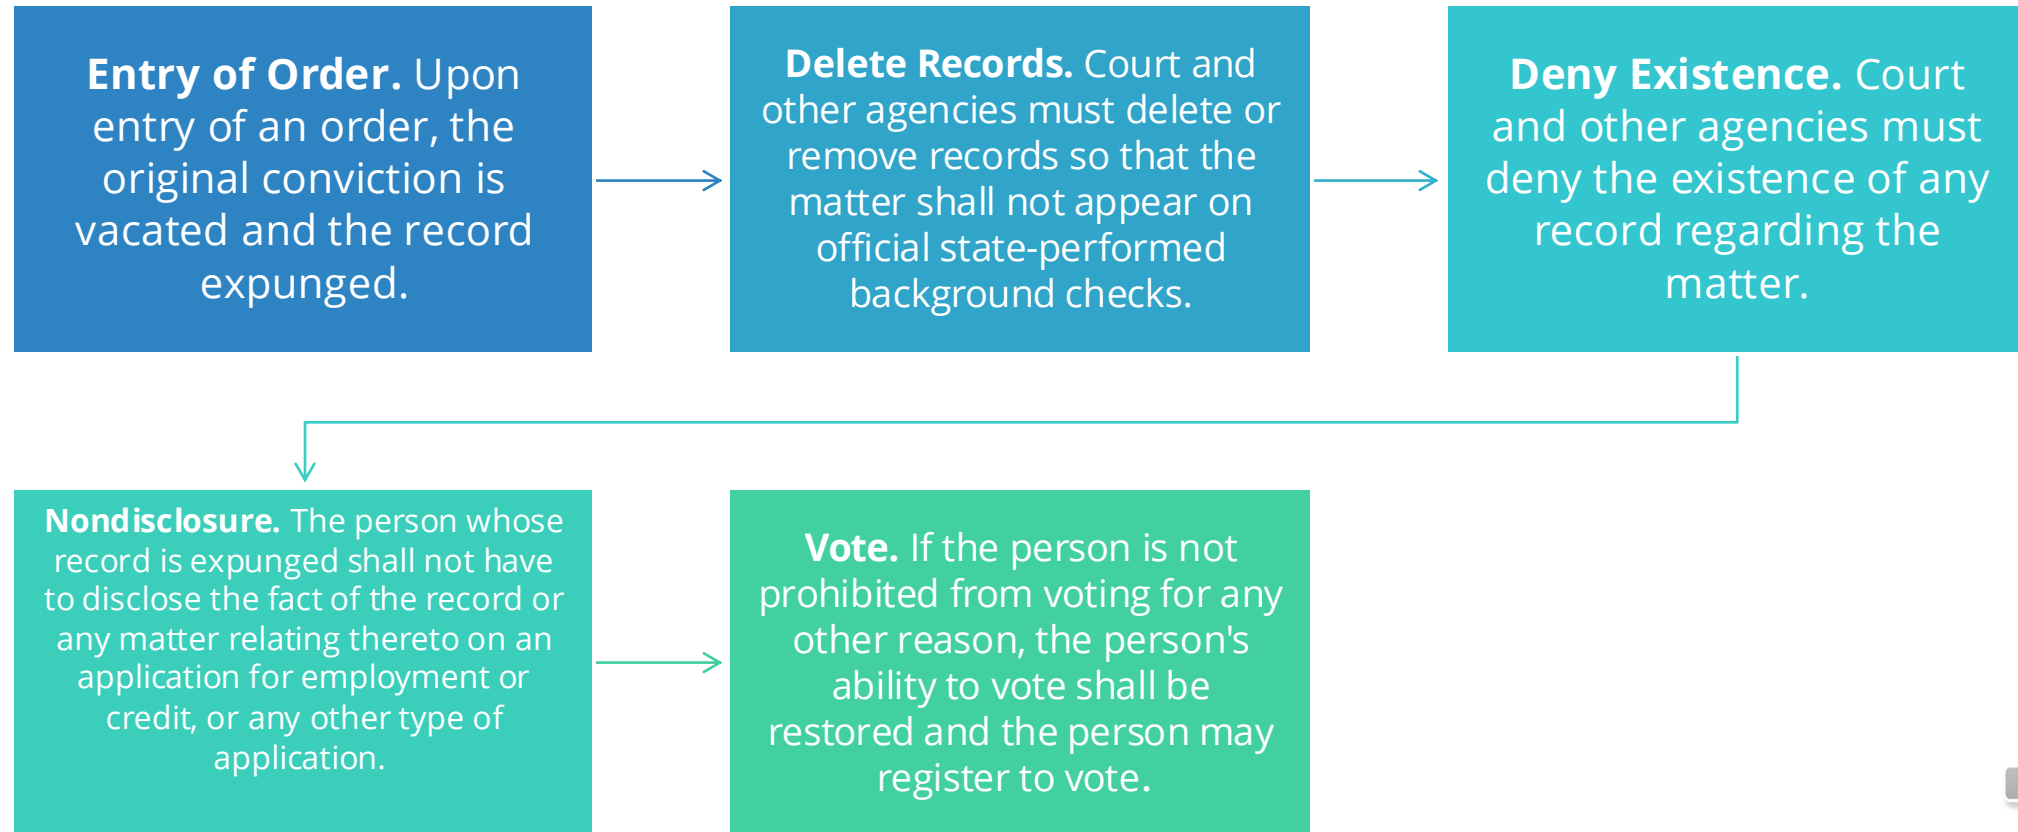 Entry of Order. Upon
entry of an order, the
original conviction is
vacated and the record
expunged.
Delete Records. Court and
other agencies must delete or
remove records so that the
matter shall not appear on
official state-performed
background checks.
Deny Existence. Court
and other agencies must
deny the existence of any
record regarding the
matter.
Nondisclosure. The person whose
record is expunged shall not have
to disclose the fact of the record or
any matter relating thereto on an
application for employment or
credit, or any other type of
application.
Vote. If the person is not
prohibited from voting for any
other reason, the person's
ability to vote shall be
restored and the person may
register to vote.